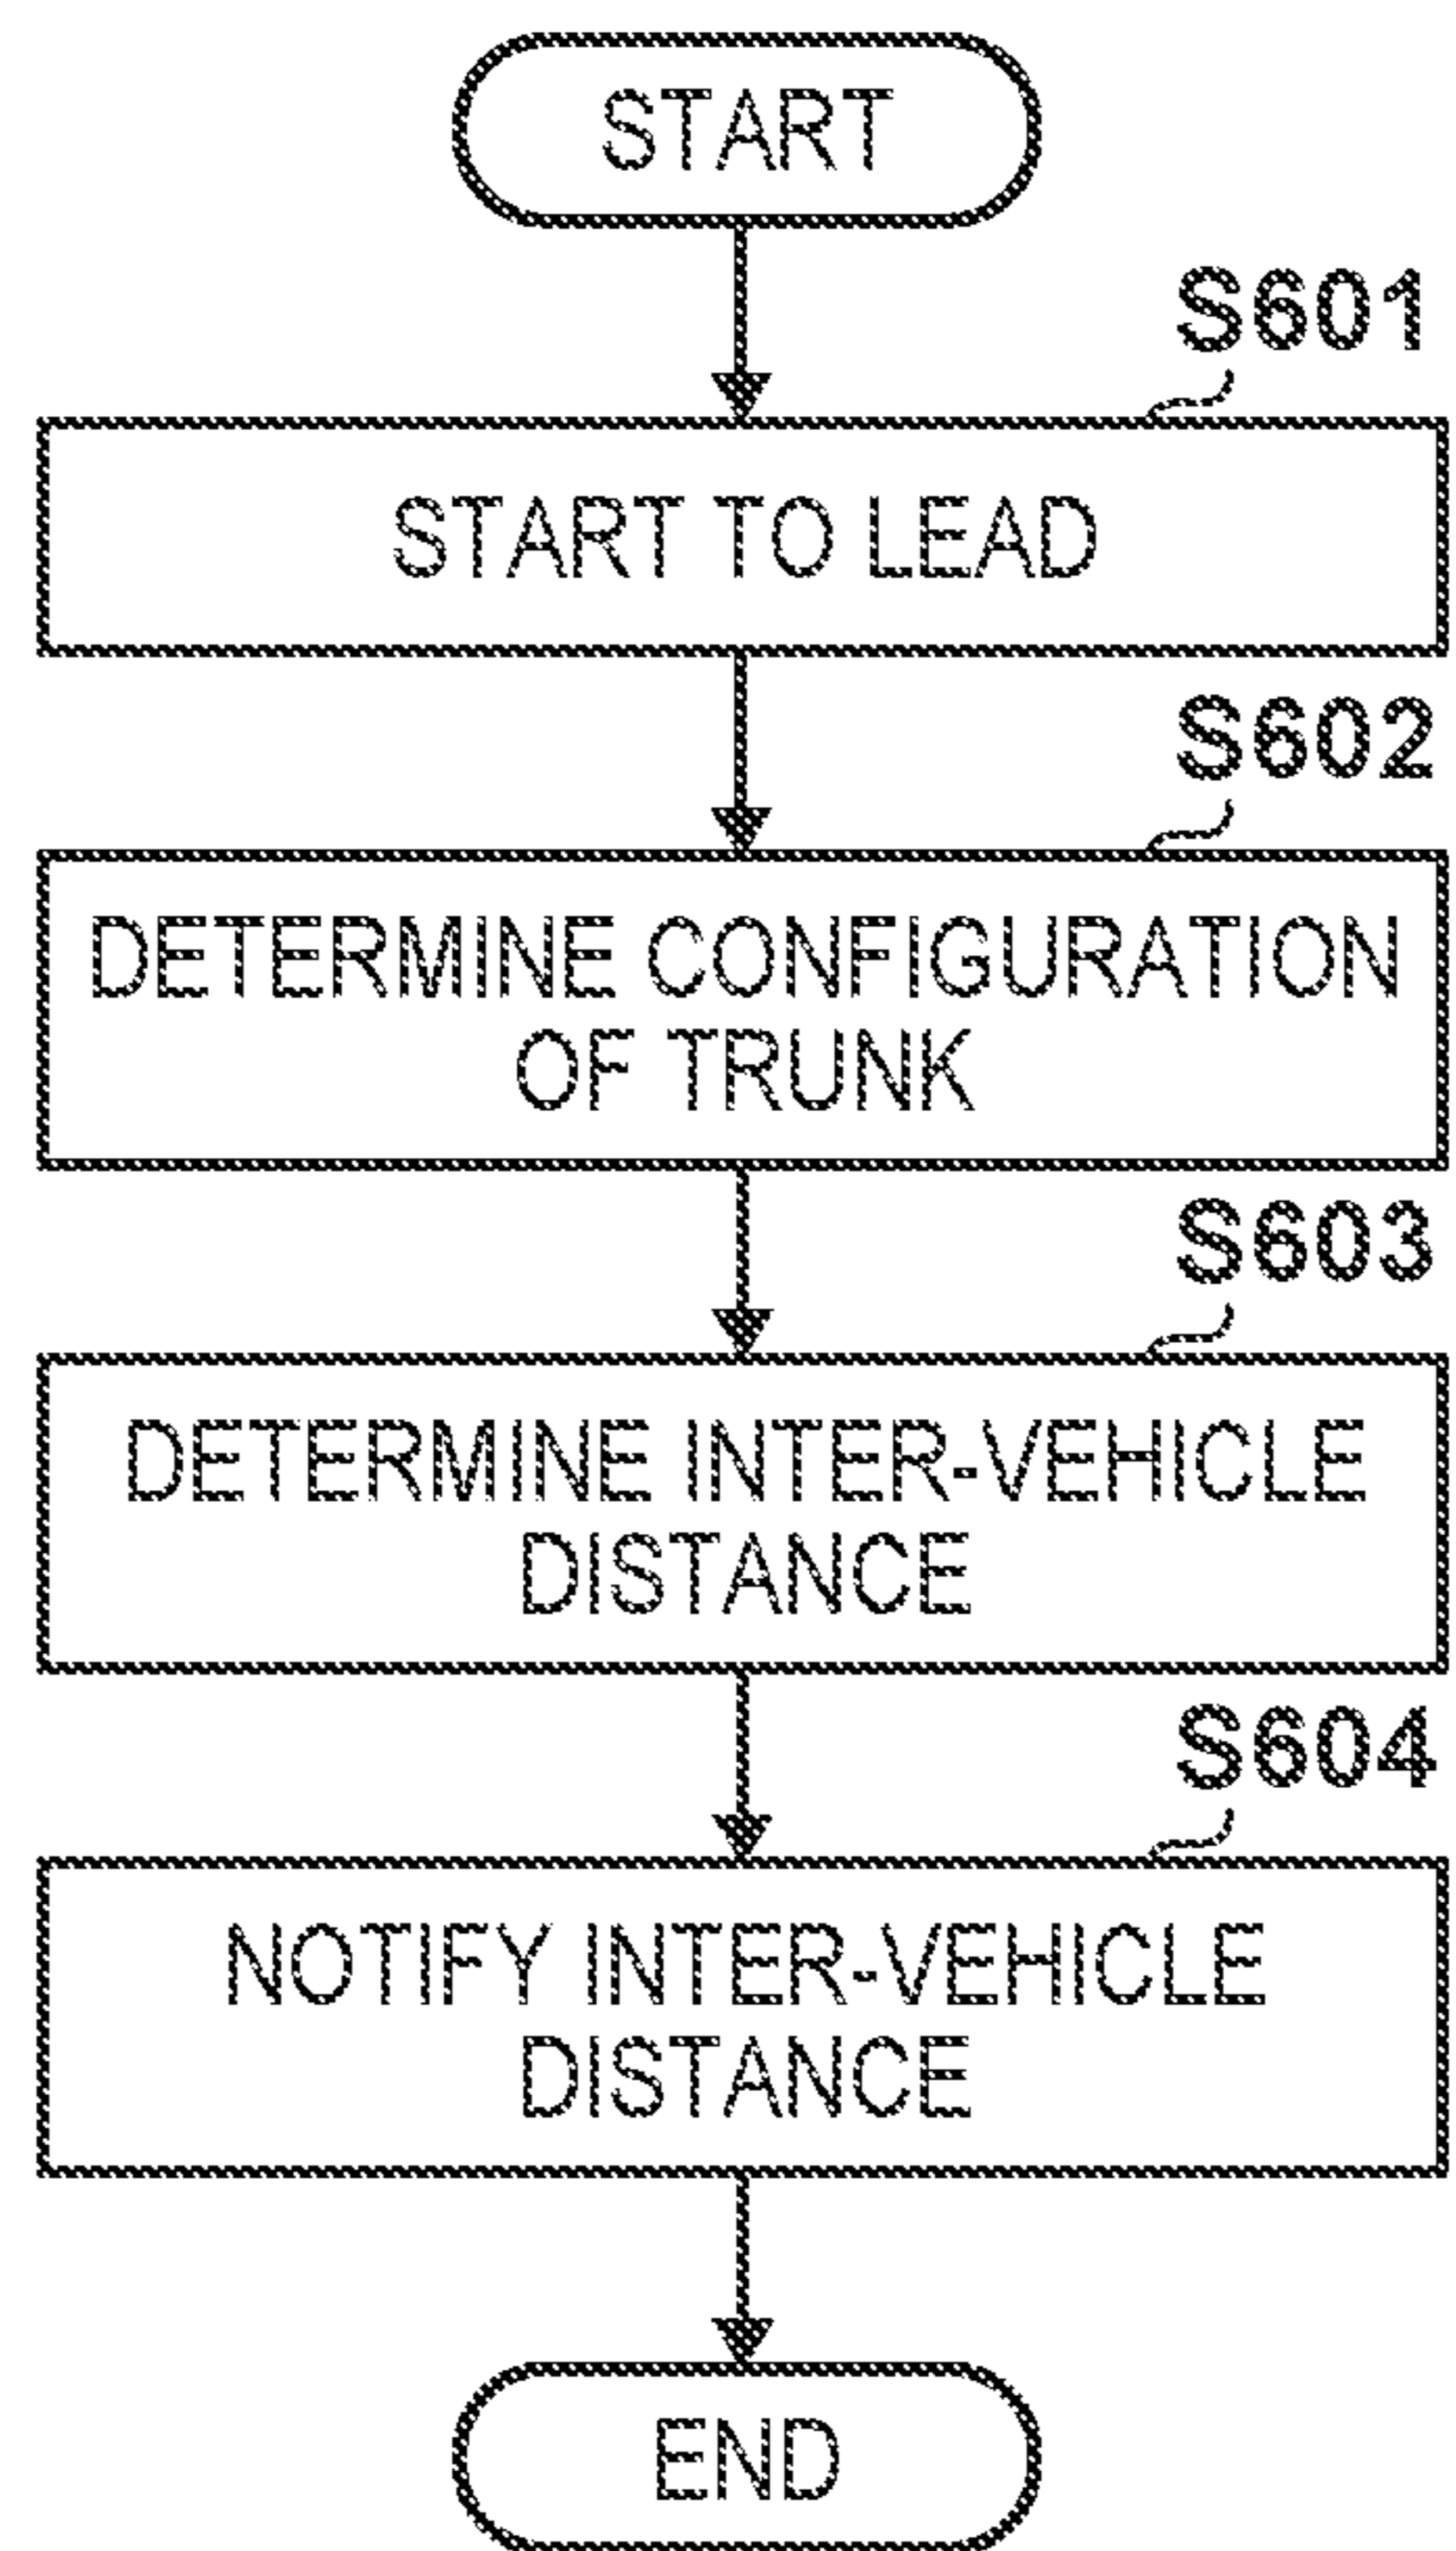 START
S601
START TO LEAD
S602
DETERMINE CONFIGURATION
OF TRUNK
S603
DETERMINE INTER-VEHICLE
DISTANCE
S604
NOTIFY INTER-VEHICLE
DISTANCE
END